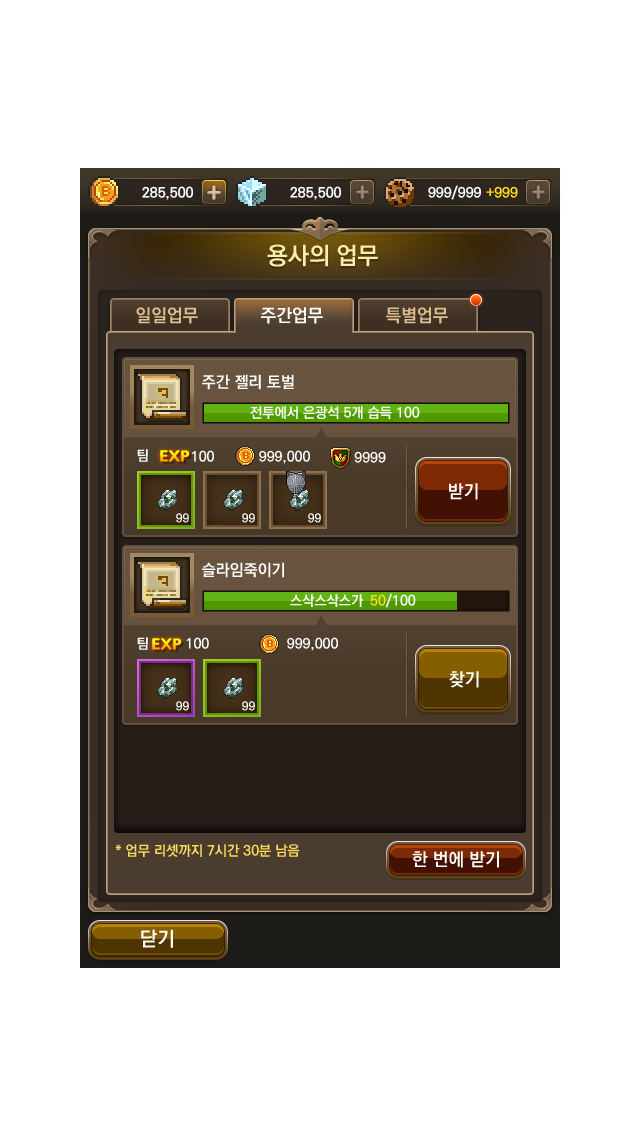 285,500 285,500 999/999 +999
용사의 업무
일일업무 주간업무 특별업무
주간 젤리 토벌
전투에서 은광석 5개 습득 100
팀 EXP 100 999,000 9999
받기
99 99 99
슬라임죽이기
스삭스삭스가 50/100
팀 EXP 100 999,000
찾기
99 99
* 업무 리셋까지 7시간 30분 남음
한 번에 받기
닫기